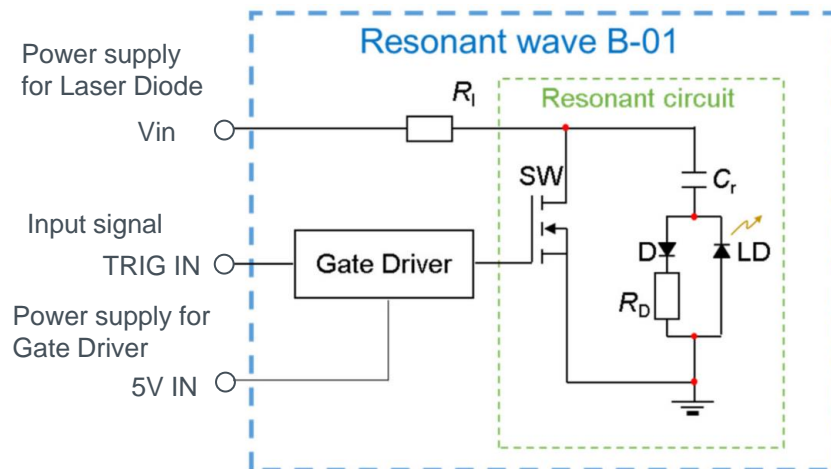 Resonant wave B-01
Power supply
for Laser Diode
Vin
RI
Resonant circuit
SW
Cr
Input signal
TRIG IN
Gate Driver
D
LD
RD
Power supply for
Gate Driver
5V IN